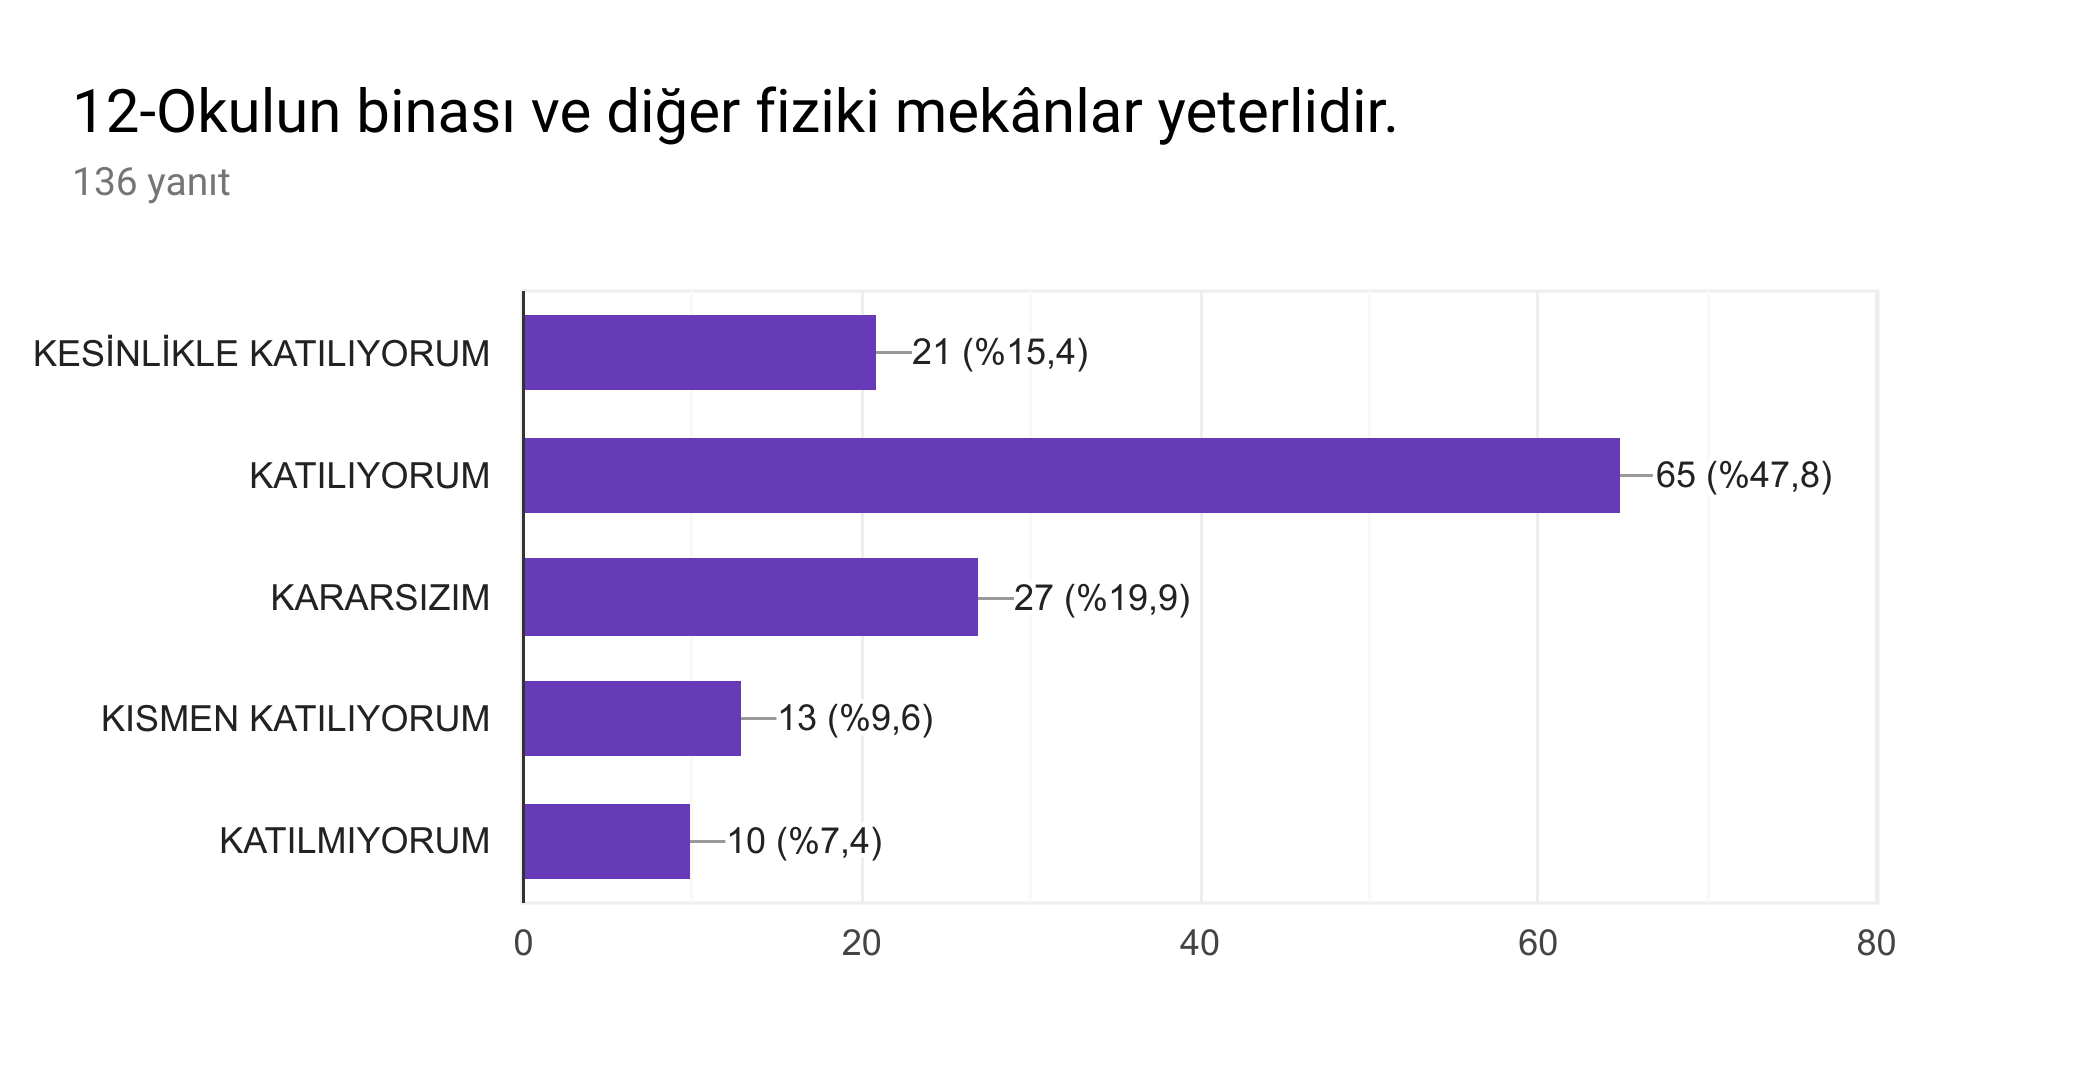 12-Okulun binası ve diğer fiziki mekânlar yeterlidir.
136 yanıt
KESİNLİKLE KATILIYORUM 21 (%15,4)
KATILIYORUM 65 (%47,8)
KARARSIZIM 27 (%19,9)
KISMEN KATILIYORUM 13 (%9,6)
KATILMIYORUM 10 (%7,4)
0 20 40 60 80